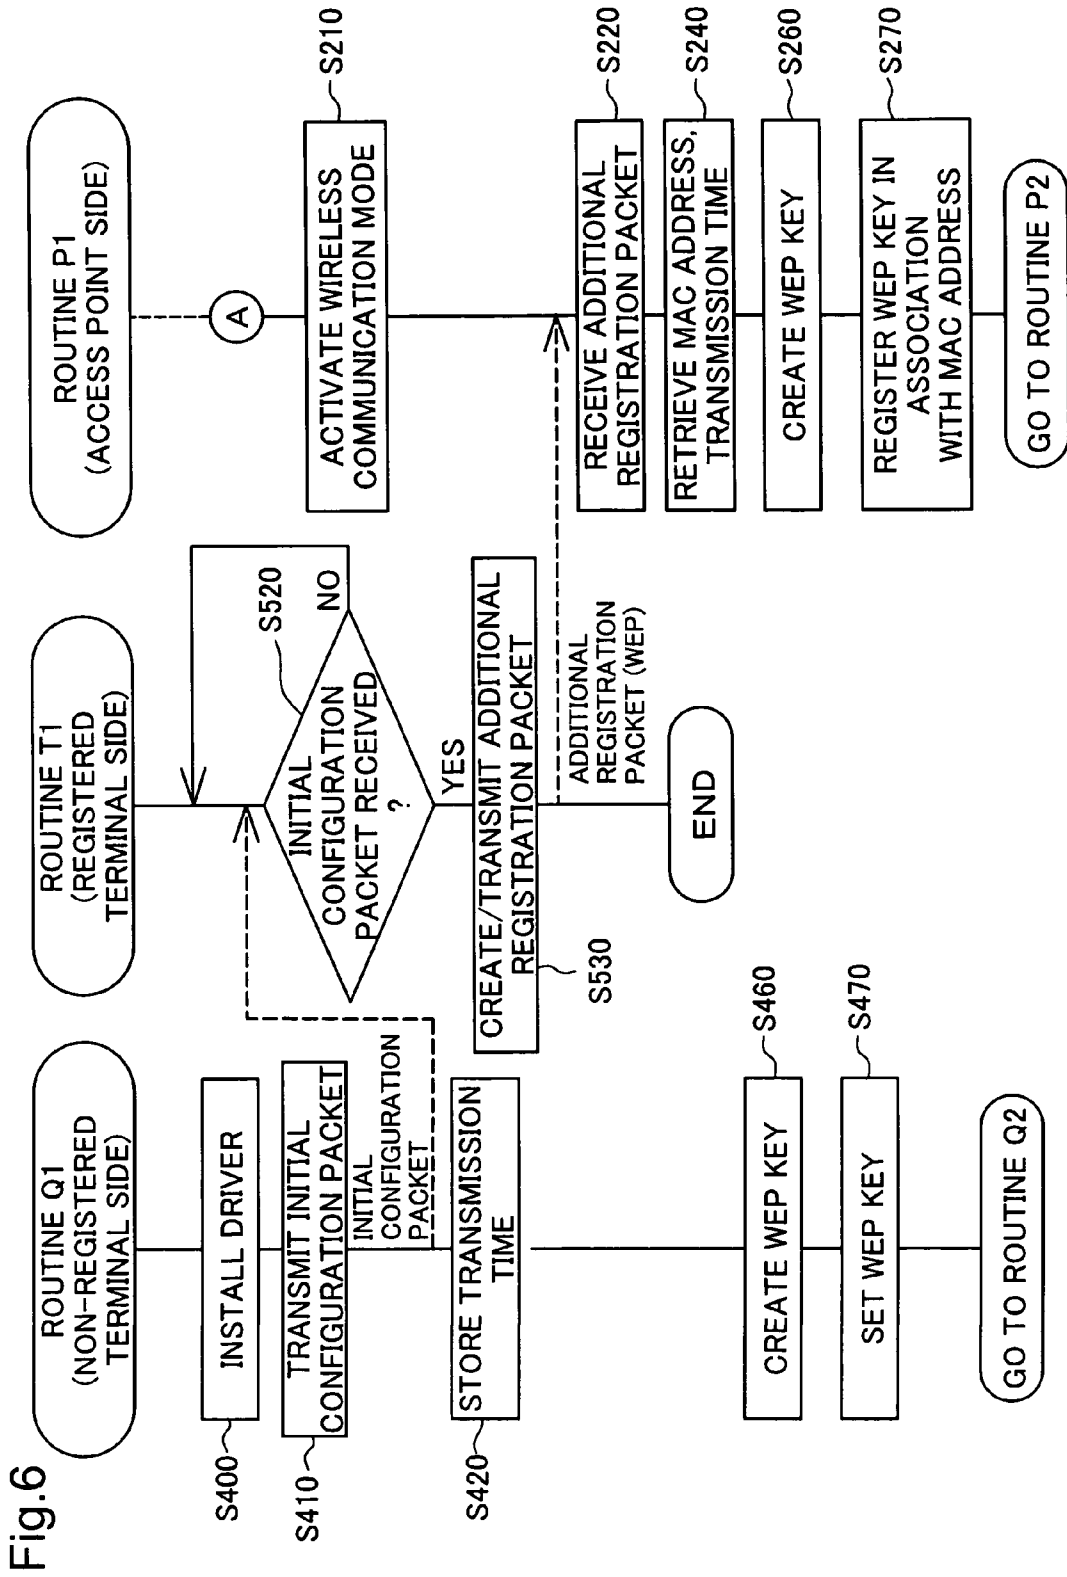 Fig.6
ROUTINE Q1
(NON-REGISTERED
TERMINAL SIDE)
S400
INSTALL DRIVER
S410
TRANSMIT INITIAL
CONFIGURATION PACKET
INITIAL
CONFIGURATION
PACKET
S420
STORE TRANSMISSION
TIME
CREATE WEP KEY
S460
SET WEP KEY
S470
GO TO ROUTINE Q2
ROUTINE T1
(REGISTERED
TERMINAL SIDE)
S520
INITIAL
CONFIGURATION
PACKET RECEIVED
?
NO
YES
CREATE/TRANSMIT ADDITIONAL
REGISTRATION PACKET
S530
ADDITIONAL
REGISTRATION
PACKET (WEP)
END
ROUTINE P1
(ACCESS POINT SIDE)
A
ACTIVATE WIRELESS
COMMUNICATION MODE
S210
RECEIVE ADDITIONAL
REGISTRATION PACKET
S220
RETRIEVE MAC ADDRESS,
TRANSMISSION TIME
S240
CREATE WEP KEY
S260
REGISTER WEP KEY IN
ASSOCIATION
WITH MAC ADDRESS
S270
GO TO ROUTINE P2